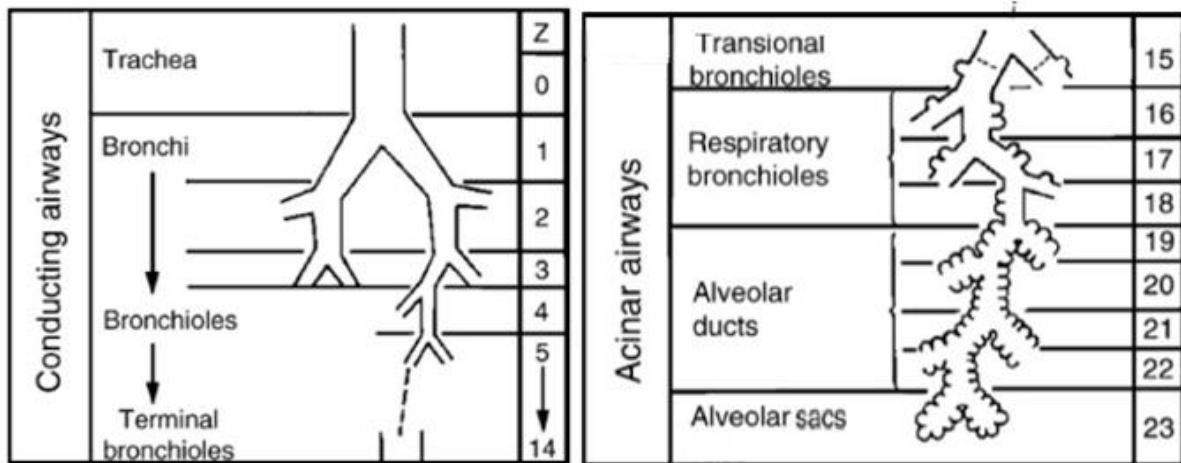 Conducting airways
Trachea
Bronchi
Bronchioles
Terminal
bronchioles
Z
0
1
2
3
4
5
14
Acinar airways
Transional
bronchioles
Respiratory
bronchioles
Alveolar
ducts
Alveolar sacs
15
16
17
18
19
20
21
22
23